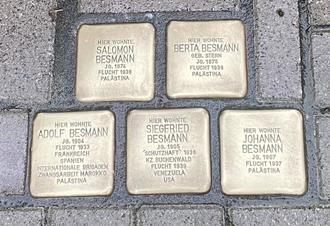 HIER WOHNTE
SALOMON
BESMANN
JG. 1874
FLUCHT 1938
PALÄSTINA
HIER WOHNTE
BERTA BESMANN
GEB. STERN
JG. 1875
FLUCHT 1938
PALÄSTINA
HIER WOHNTE
ADOLF BESMANN
JG. 1904
FLUCHT 1933
FRANKREICH
SPANIEN
INTERNATIONALE BRIGADEN
ZWANGSARBEIT MAROKKO
PALÄSTINA
HIER WOHNTE
SIEGFRIED
BESMANN
JG. 1905
"SCHUTZHAFT" 1938
KZ BUCHENWALD
FLUCHT 1939
VENEZUELA
USA
HIER WOHNTE
JOHANNA
BESMANN
JG. 1907
FLUCHT 1937
PALÄSTINA